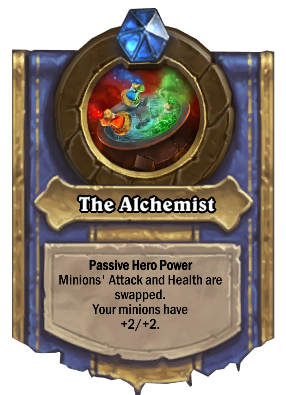 The Alchemist
Passive Hero Power
Minions' Attack and Health are
swapped.
Your minions have
+2/+2.